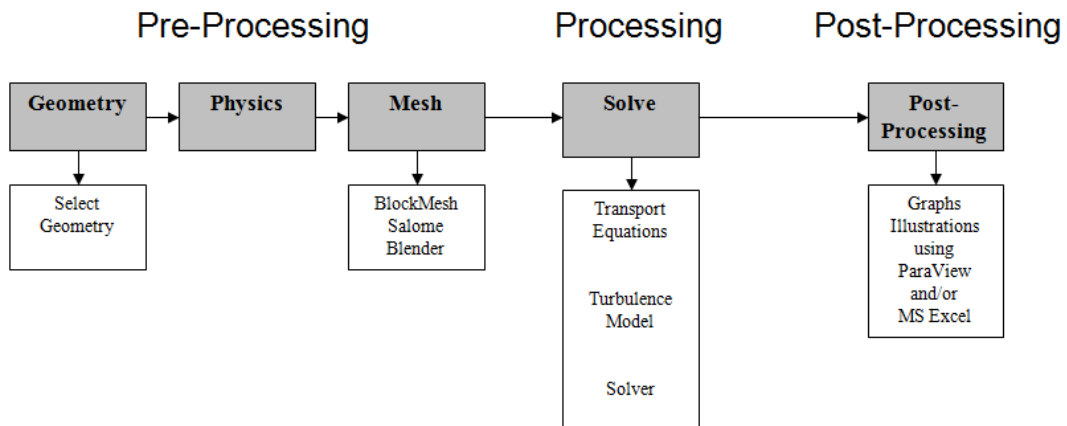 Pre-Processing
Processing
Post-Processing
Geometry
Physics
Mesh
Solve
Post-
Processing
Select
Geometry
BlockMesh
Salome
Blender
Transport
Equations
Turbulence
Model
Solver
Graphs
Illustrations
using
ParaView
and/or
MS Excel